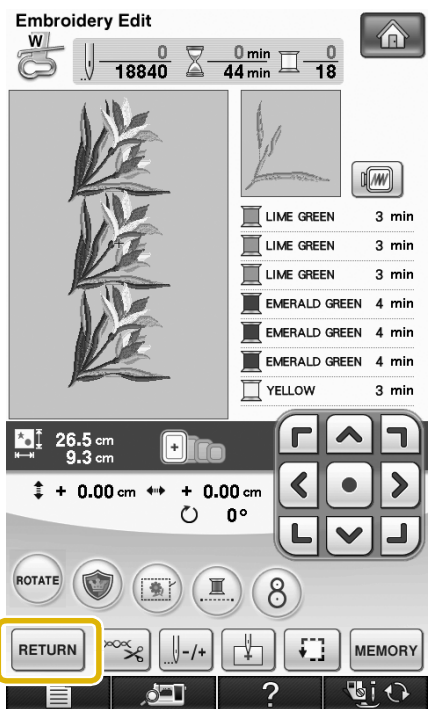 Embroidery Edit
W
0
18840
0 min
44 min
0
18
LIME GREEN 3 min
LIME GREEN 3 min
LIME GREEN 3 min
EMERALD GREEN 4 min
EMERALD GREEN 4 min
EMERALD GREEN 4 min
YELLOW 3 min
26.5 cm
9.3 cm
+ 0.00 cm + 0.00 cm
0°
ROTATE
8
RETURN -/+ MEMORY
?